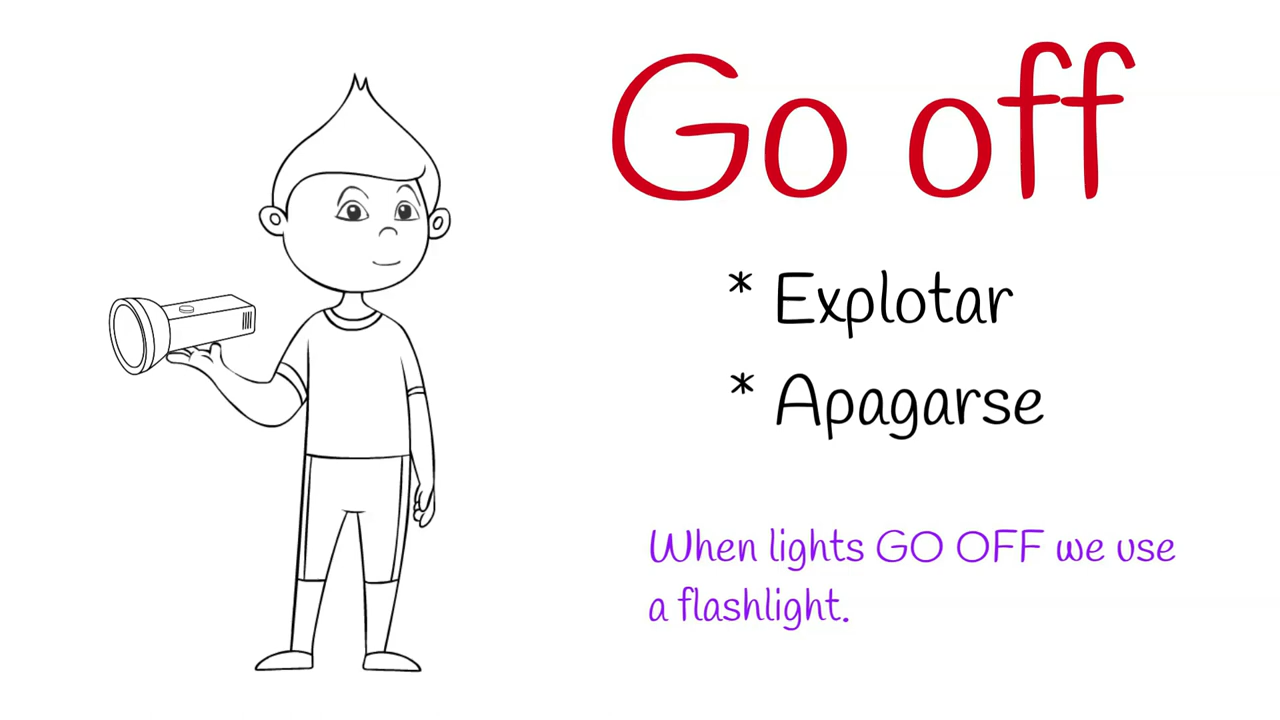 Go off
* Explotar
* Apagarse
When lights GO OFF we use
a flashlight.